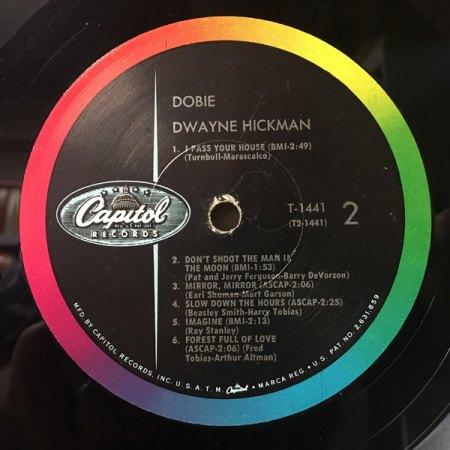 DOBIE
DWAYNE HICKMAN
1. I PASS YOUR HOUSE (BMI-2:49)
(Turnbull-Marascalco)
Capitol
REG. U.S. PAT. OFF.
RECORDS
T-1441
(T2-1441)
2
2. DON'T SHOOT THE MAN IN
THE MOON (BMI-1:53)
(Pat and Jerry Ferguson-Barry DeVorzon)
3. MIRROR, MIRROR (ASCAP-2:06)
(Earl Shuman-Mort Garson)
4. SLOW DOWN THE HOURS (ASCAP-2:25)
(Beasley Smith-Harry Tobias)
5. IMAGINE (BMI-2:13)
(Ray Stanley)
6. FOREST FULL OF LOVE
(ASCAP-2:06) (Fred
Tobias-Arthur Altman)
MFD. BY CAPITOL RECORDS, INC. U.S.A. T.M. Capitol • MARCA REG. • U.S. PAT. NO. 2,631,859